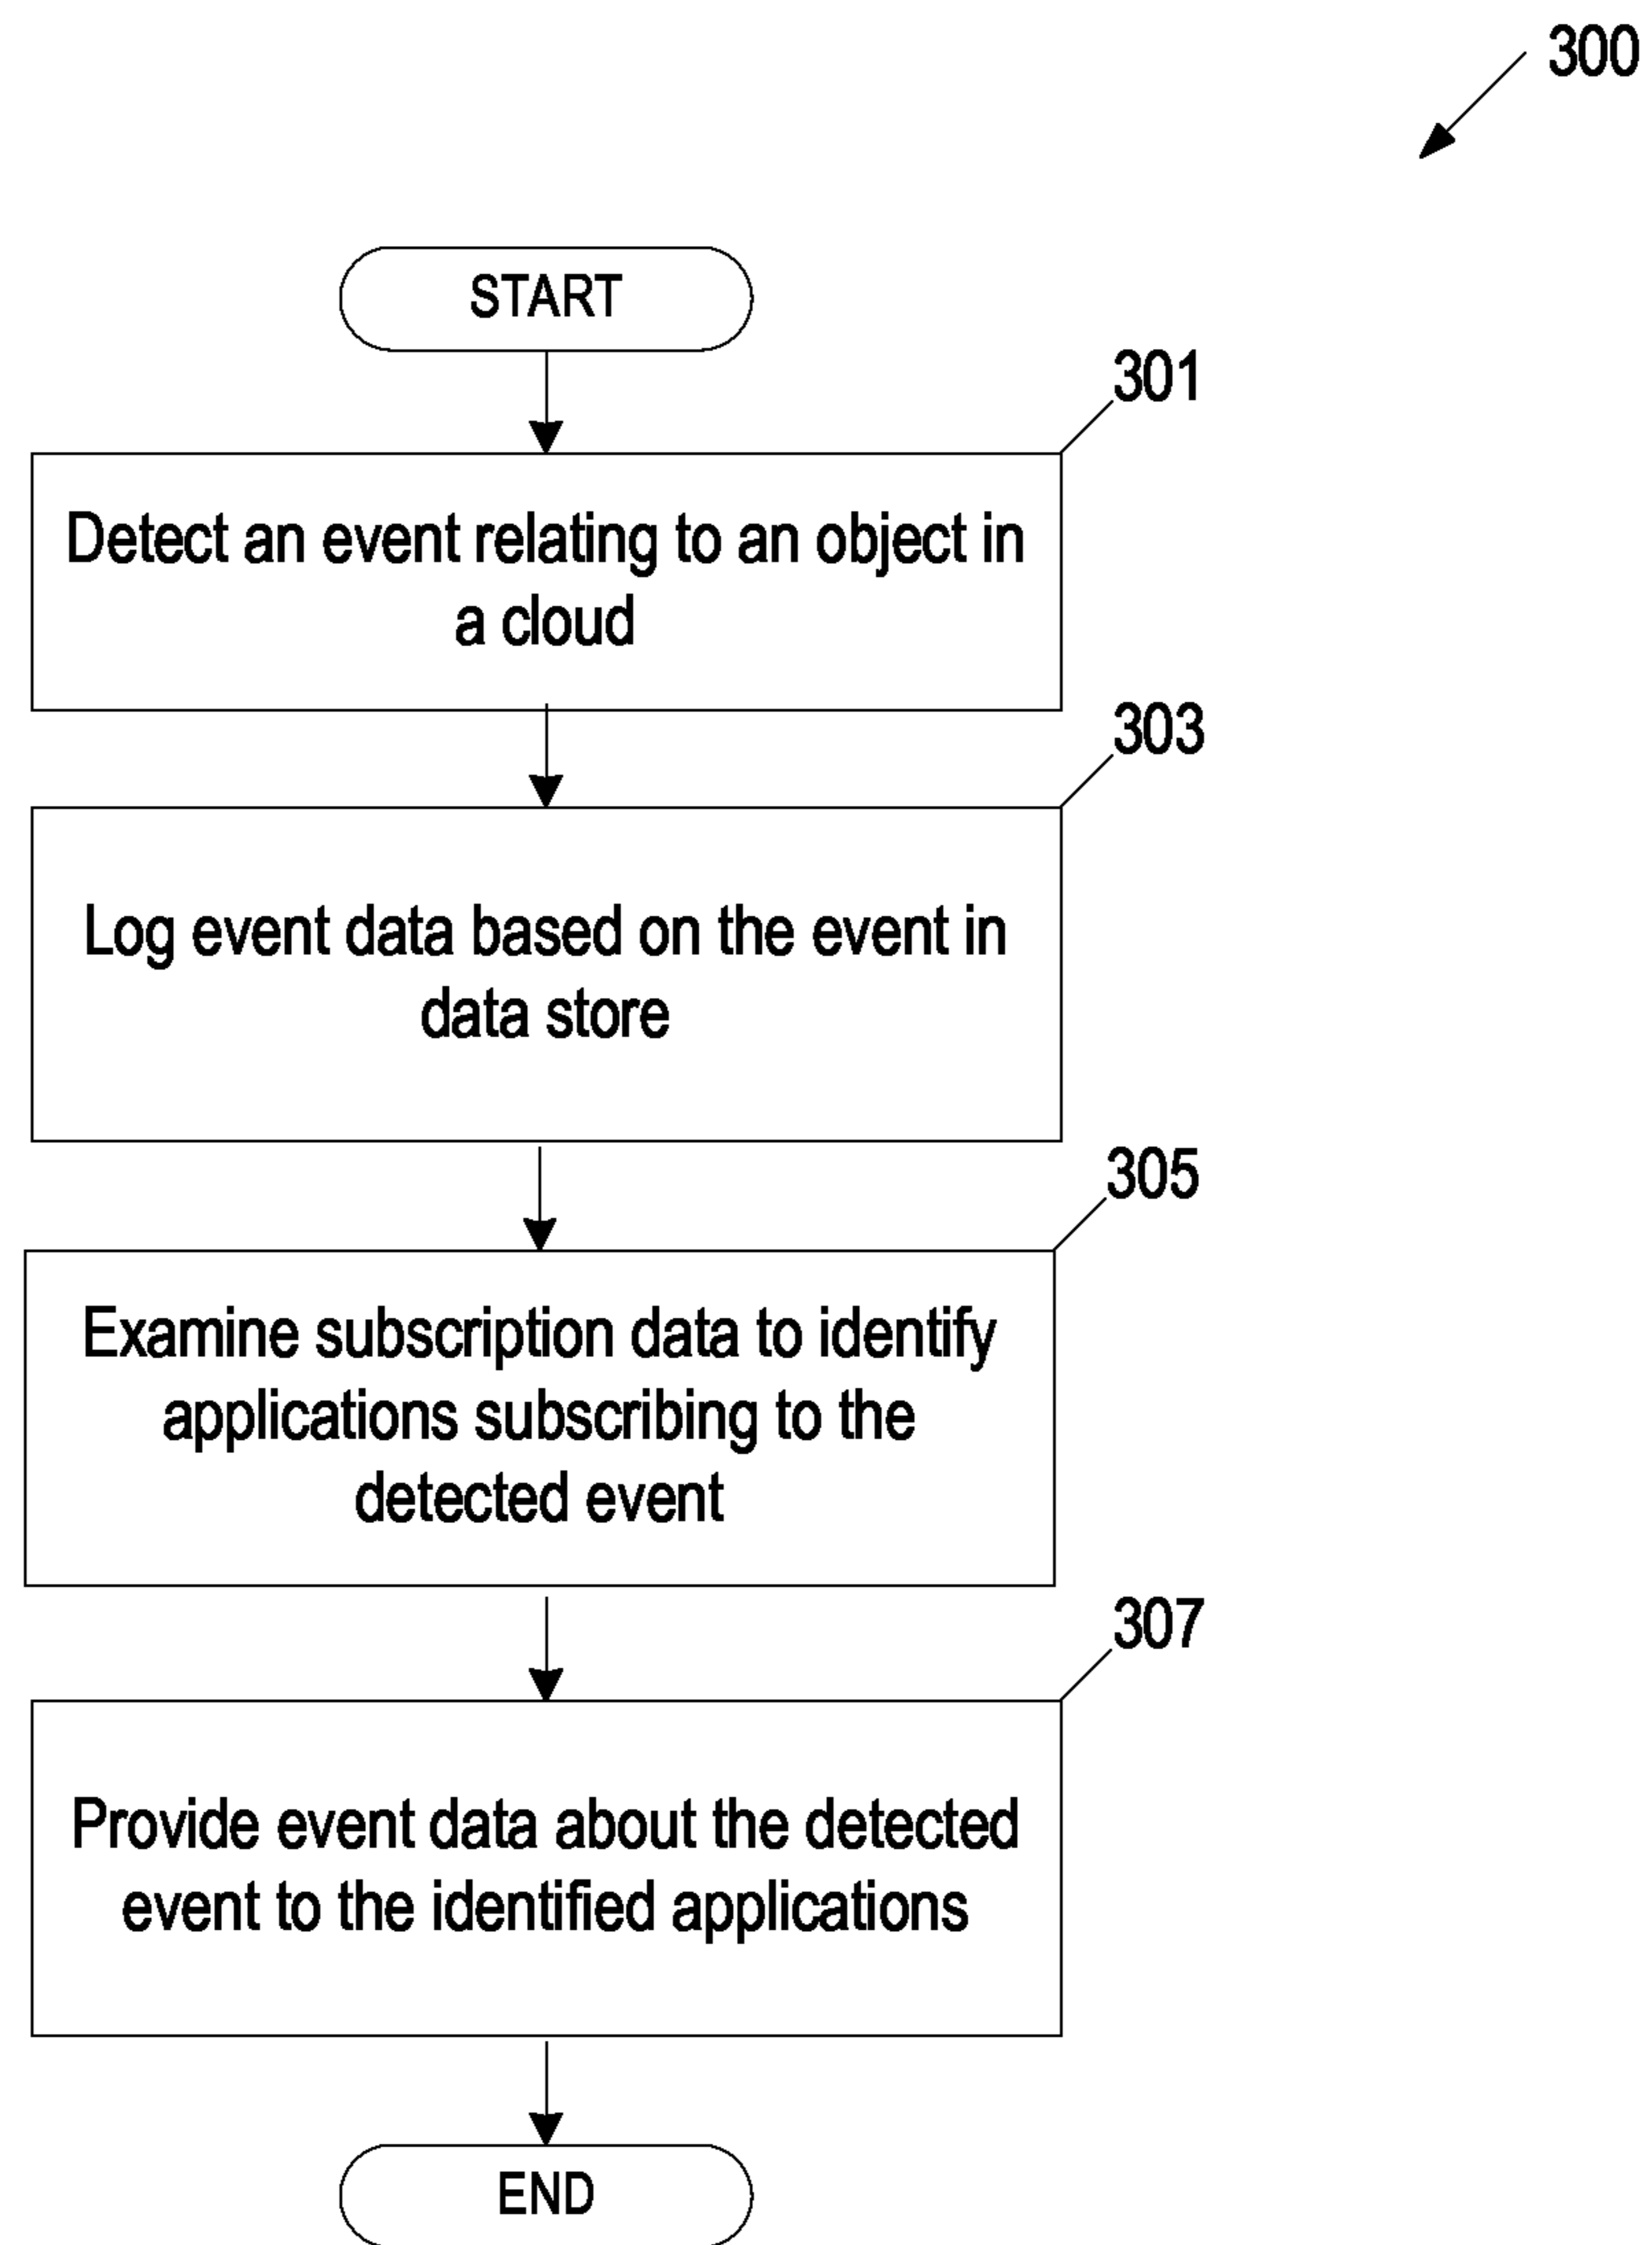 300
START
301
Detect an event relating to an object in
a cloud
303
Log event data based on the event in
data store
305
Examine subscription data to identify
applications subscribing to the
detected event
307
Provide event data about the detected
event to the identified applications
END